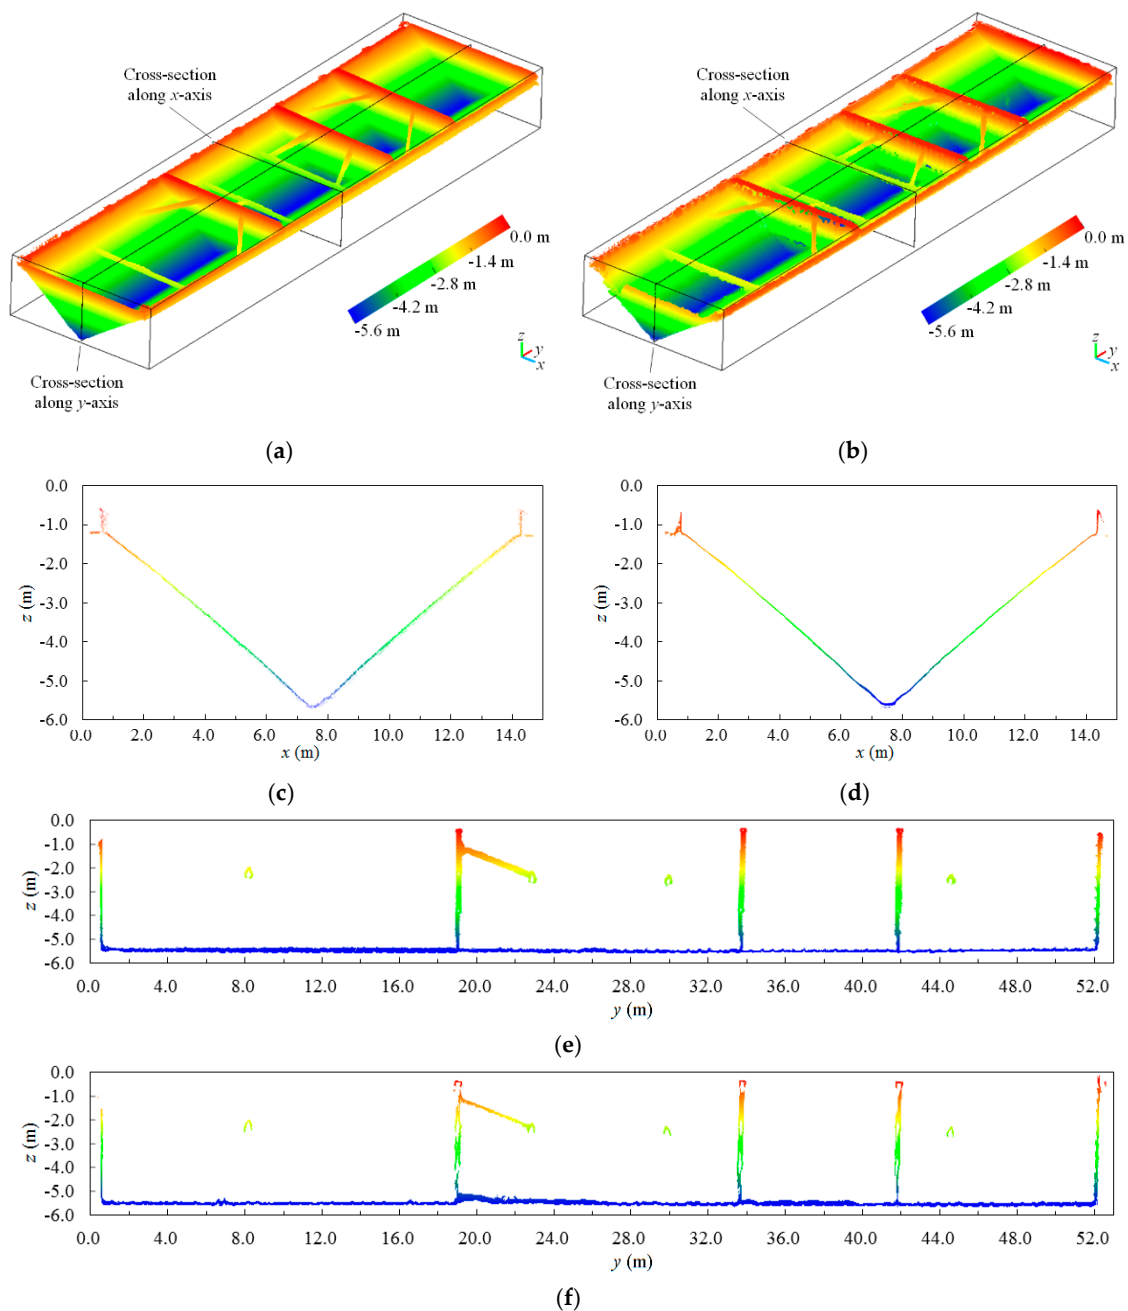 Cross-section
along x-axis
0.0 m
-1.4 m
-2.8 m
-4.2 m
-5.6 m
z
y
x
Cross-section
along y-axis
(a)
Cross-section
along x-axis
0.0 m
-1.4 m
-2.8 m
-4.2 m
-5.6 m
z
y
x
Cross-section
along y-axis
(b)
0.0
-1.0
-2.0
-3.0
-4.0
-5.0
-6.0
z (m)
0.0 2.0 4.0 6.0 8.0 10.0 12.0 14.0
x (m)
(c)
0.0
-1.0
-2.0
-3.0
-4.0
-5.0
-6.0
z (m)
0.0 2.0 4.0 6.0 8.0 10.0 12.0 14.0
x (m)
(d)
0.0
-1.0
-2.0
-3.0
-4.0
-5.0
-6.0
z (m)
0.0 4.0 8.0 12.0 16.0 20.0 24.0 28.0 32.0 36.0 40.0 44.0 48.0 52.0
y (m)
(e)
0.0
-1.0
-2.0
-3.0
-4.0
-5.0
-6.0
z (m)
0.0 4.0 8.0 12.0 16.0 20.0 24.0 28.0 32.0 36.0 40.0 44.0 48.0 52.0
y (m)
(f)